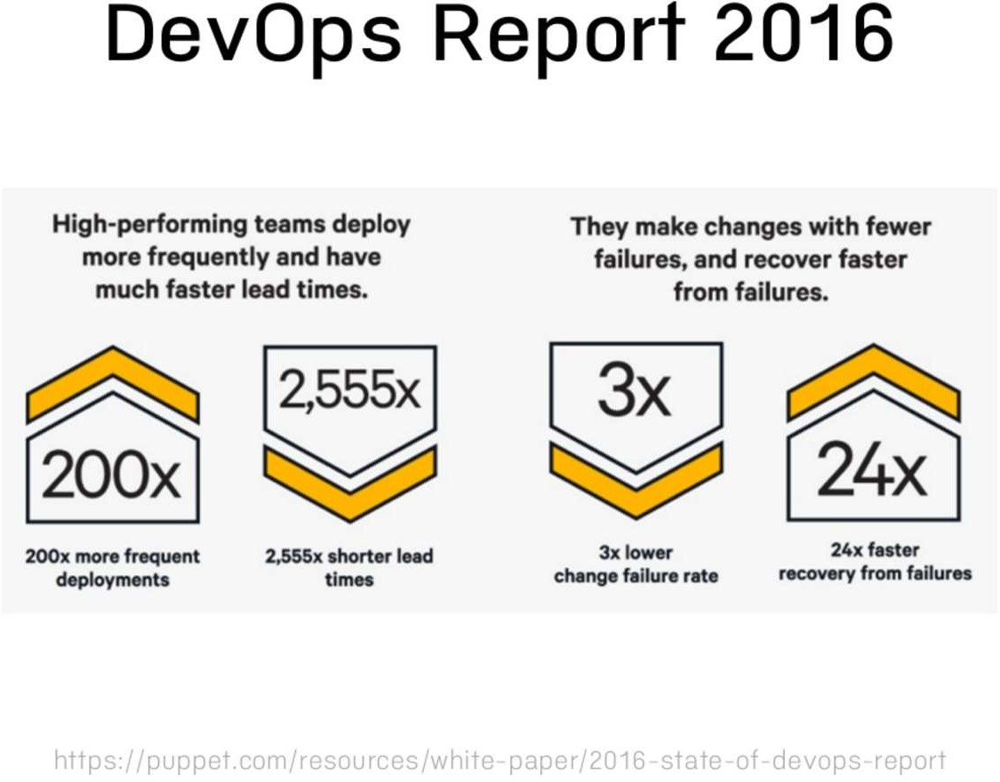 DevOps Report 2016
High-performing teams deploy
more frequently and have
much faster lead times.
They make changes with fewer
failures, and recover faster
from failures.
200x
2,555x
3x
24x
200x more frequent
deployments
2,555x shorter lead
times
3x lower
change failure rate
24x faster
recovery from failures
https://puppet.com/resources/white-paper/2016-state-of-devops-report